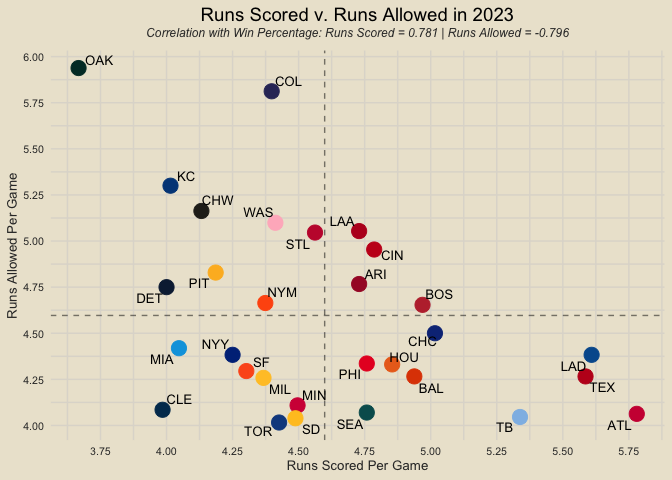 Runs Scored v. Runs Allowed in 2023
Correlation with Win Percentage: Runs Scored = 0.781 | Runs Allowed = -0.796
6.00
OAK
COL
5.75
5.50
5.25
KC
CHW
WAS
STL
LAA
5.00
CIN
ARI
PIT
4.75
DET
NYM
BOS
4.50
CHC
MIA
NYY
SF
PHI
HOU
LAD
4.25
MIL
BAL
TEX
CLE
MIN
4.00
TOR
SD
SEA
TB
ATL
3.75 4.00 4.25 4.50 4.75 5.00 5.25 5.50 5.75
Runs Scored Per Game
Runs Allowed Per Game